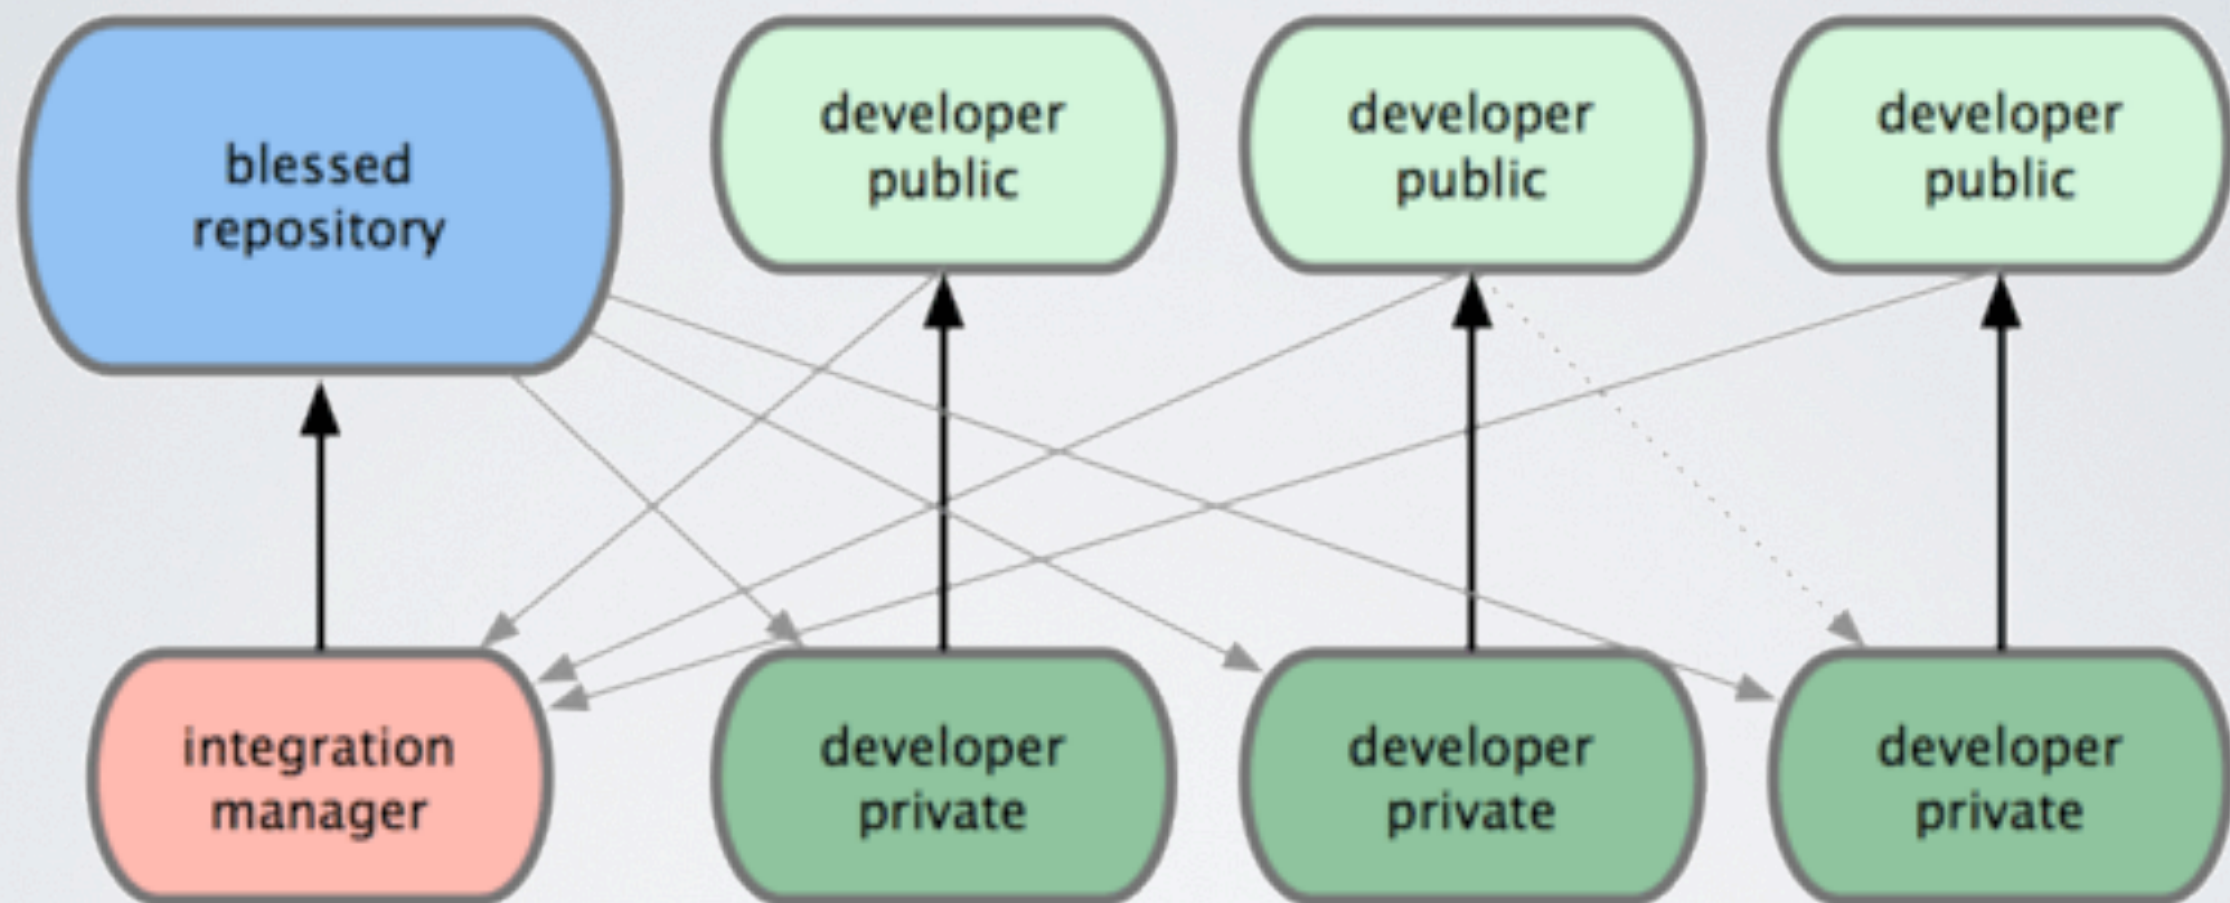 blessed
repository
developer
public
developer
public
developer
public
integration
manager
developer
private
developer
private
developer
private